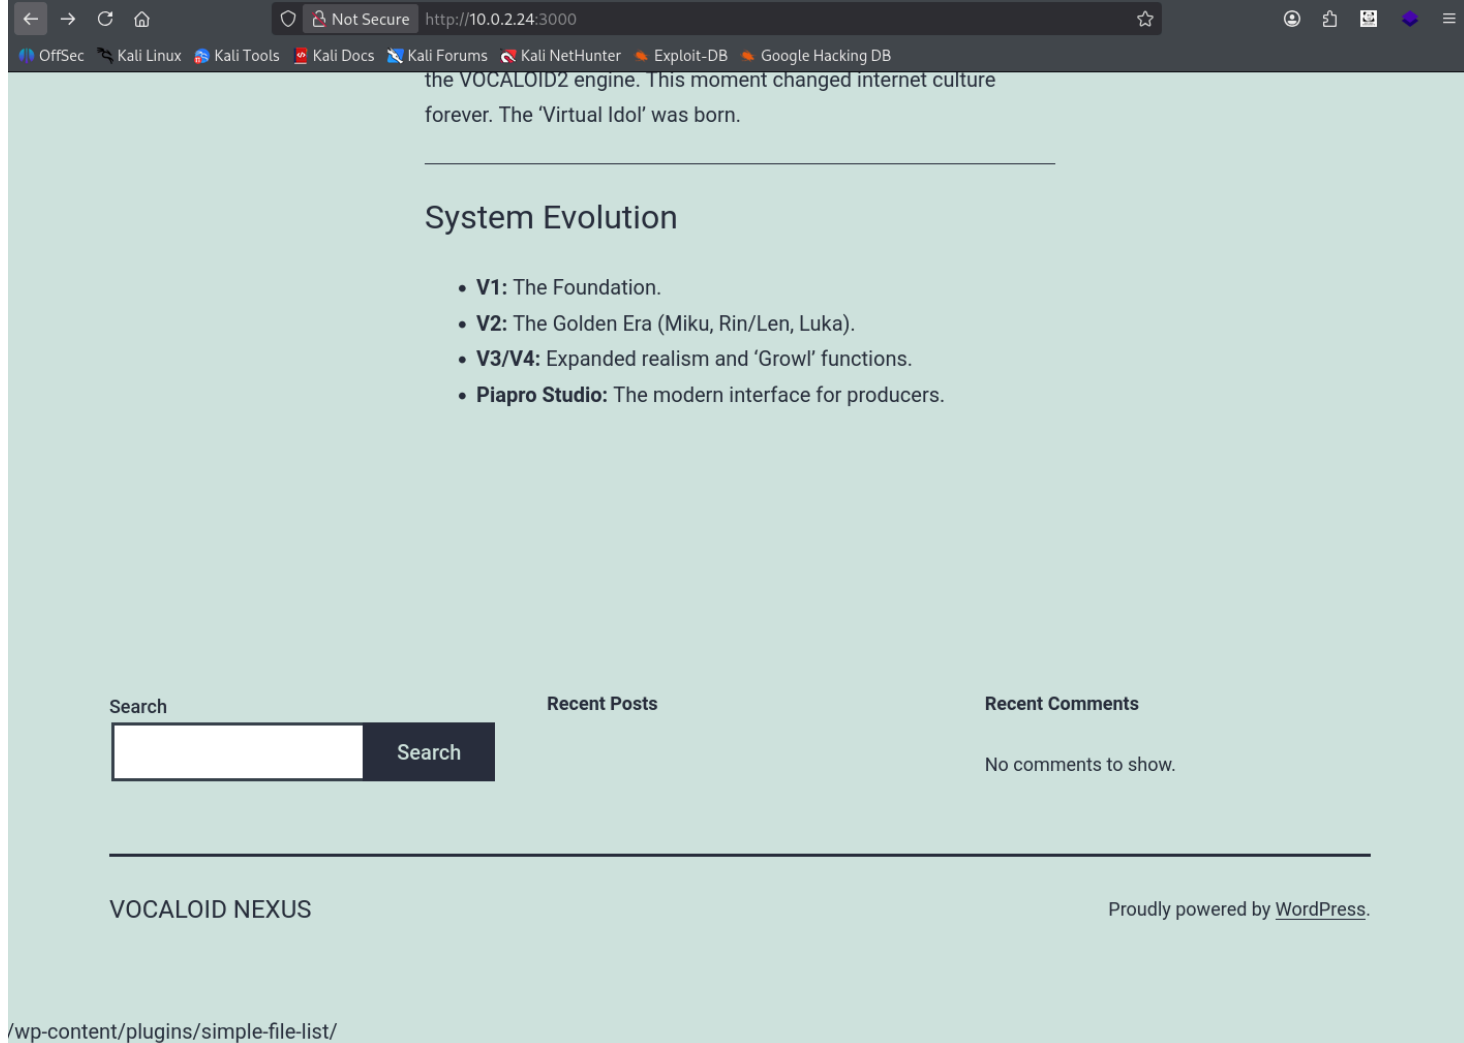 Not Secure http://10.0.2.24:3000
OffSec Kali Linux Kali Tools Kali Docs Kali Forums Kali NetHunter Exploit-DB Google Hacking DB
the VOCALOID2 engine. This moment changed internet culture
forever. The ‘Virtual Idol’ was born.
System Evolution
• V1: The Foundation.
• V2: The Golden Era (Miku, Rin/Len, Luka).
• V3/V4: Expanded realism and ‘Growl’ functions.
• Piapro Studio: The modern interface for producers.
Search
Search
Recent Posts
Recent Comments
No comments to show.
VOCALOID NEXUS
Proudly powered by WordPress.
/wp-content/plugins/simple-file-list/